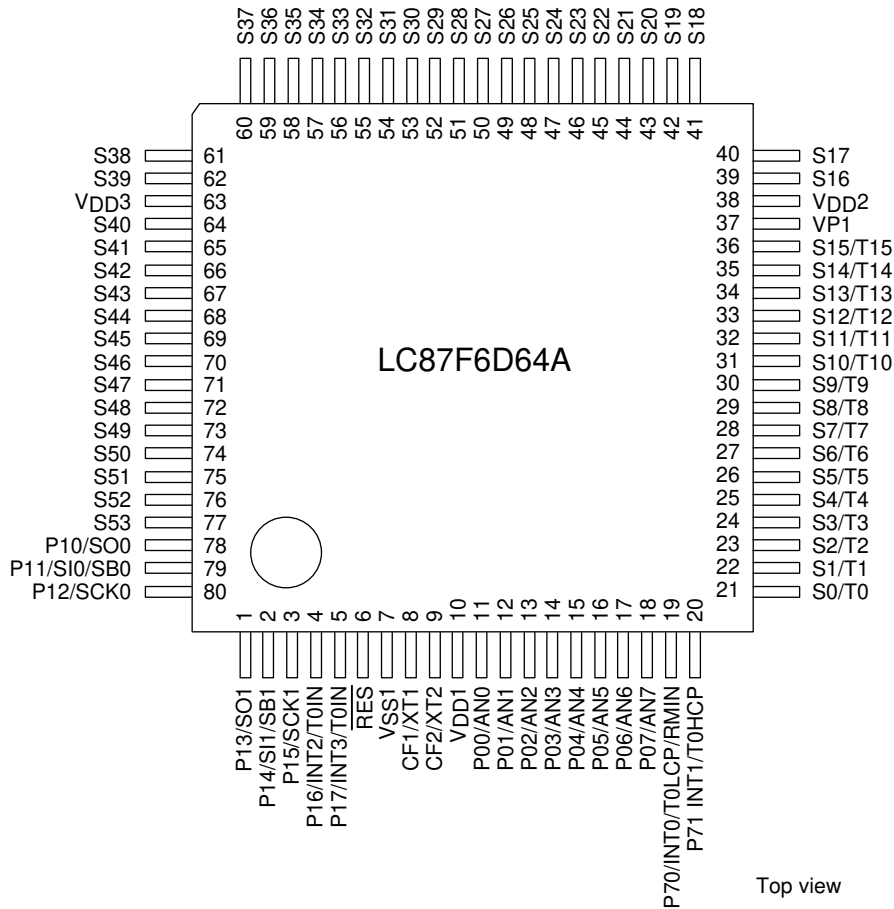 S37
S36
S35
S34
S33
S32
S31
S30
S29
S28
S27
S26
S25
S24
S23
S22
S21
S20
S19
S18
60
59
58
57
56
55
54
53
52
51
50
49
48
47
46
45
44
43
42
41
S38 61
S39 62
VDD3 63
S40 64
S41 65
S42 66
S43 67
S44 68
S45 69
S46 70
S47 71
S48 72
S49 73
S50 74
S51 75
S52 76
S53 77
P10/SO0 78
P11/SI0/SB0 79
P12/SCK0 80
LC87F6D64A
40 S17
39 S16
38 VDD2
37 VP1
36 S15/T15
35 S14/T14
34 S13/T13
33 S12/T12
32 S11/T11
31 S10/T10
30 S9/T9
29 S8/T8
28 S7/T7
27 S6/T6
26 S5/T5
25 S4/T4
24 S3/T3
23 S2/T2
22 S1/T1
21 S0/T0
1
2
3
4
5
6
7
8
9
10
11
12
13
14
15
16
17
18
19
20
P13/SO1
P14/SI1/SB1
P15/SCK1
P16/INT2/T0IN
P17/INT3/T0IN
RES
VSS1
CF1/XT1
CF2/XT2
VDD1
P00/AN0
P01/AN1
P02/AN2
P03/AN3
P04/AN4
P05/AN5
P06/AN6
P07/AN7
P70/INT0/T0LCP/RMIN
P71 INT1/T0HCP
Top view